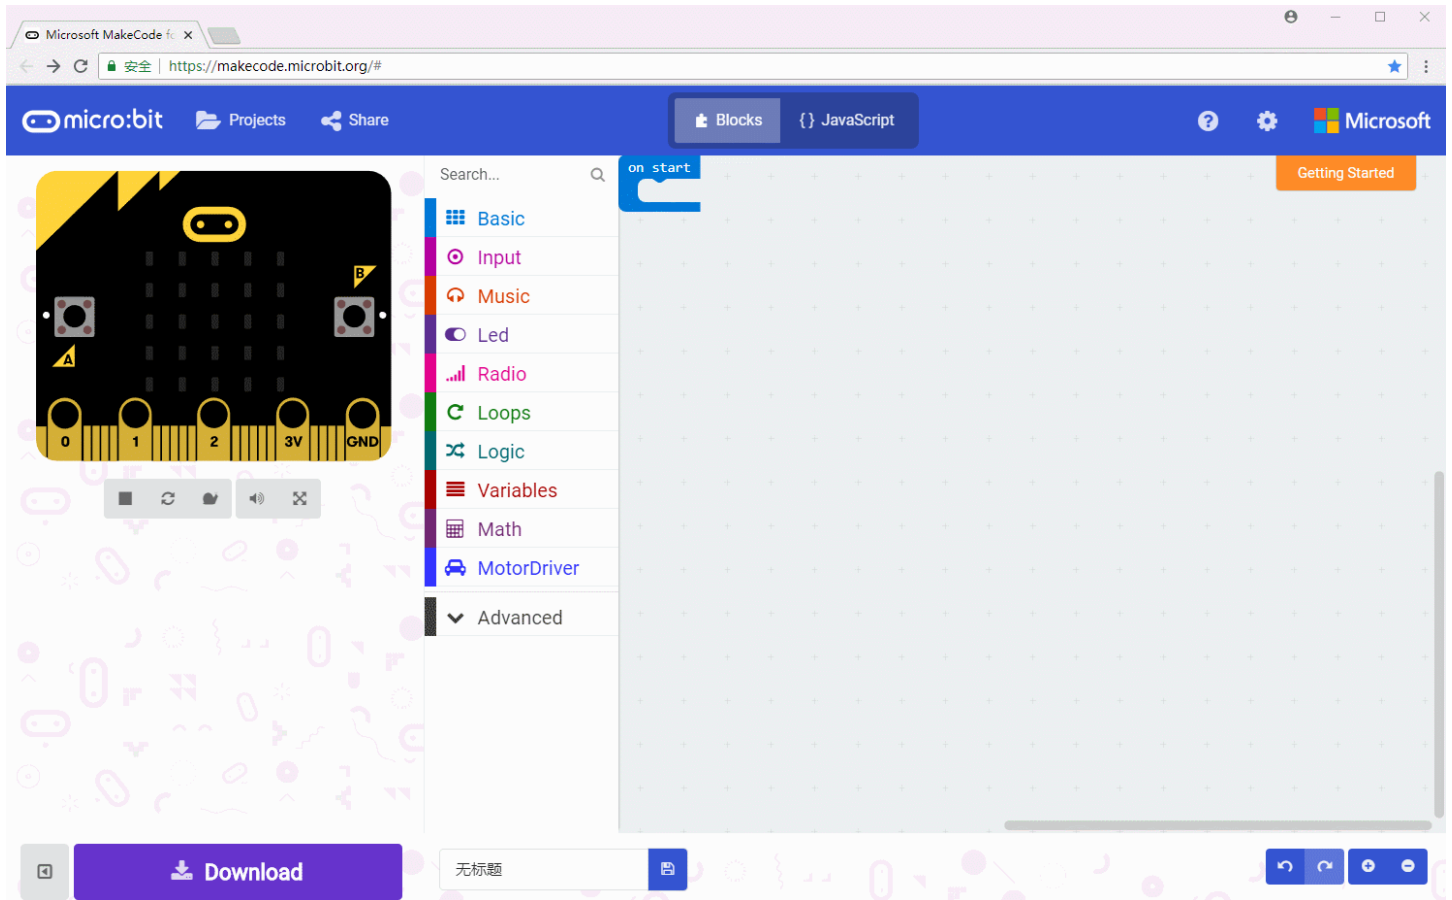 Microsoft MakeCode fo
安全 https://makecode.microbit.org/#
micro:bit Projects Share Blocks {} JavaScript ? Microsoft
Search...
on start
Getting Started
Basic
Input
Music
Led
Radio
Loops
Logic
Variables
Math
MotorDriver
Advanced
B
A
0 1 2 3V GND
Download
无标题